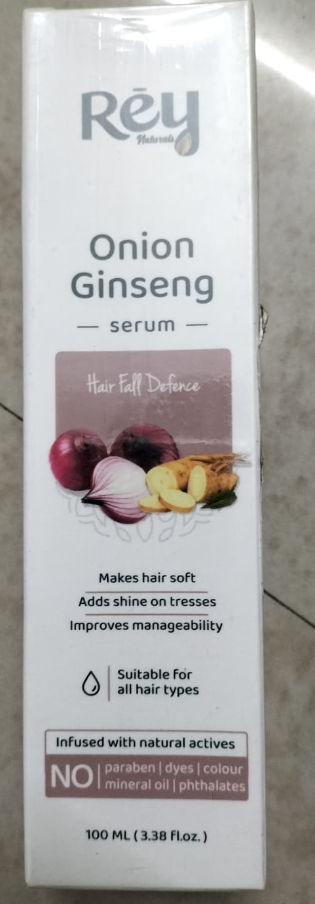 Rēy
Naturals
Onion
Ginseng
— serum —
Hair Fall Defence
Makes hair soft
Adds shine on tresses
Improves manageability
Suitable for
all hair types
Infused with natural actives
NO | paraben | dyes | colour
mineral oil | phthalates
100 ML ( 3.38 fl.oz. )